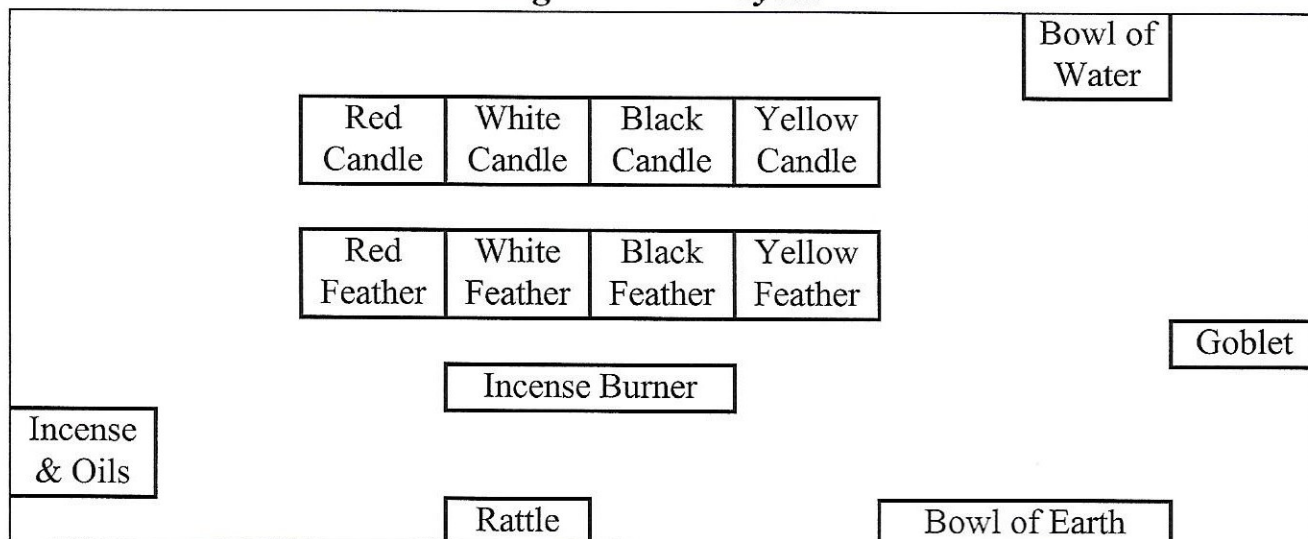 Bowl of
Water
Red
Candle
White
Candle
Black
Candle
Yellow
Candle
Red
Feather
White
Feather
Black
Feather
Yellow
Feather
Goblet
Incense Burner
Incense
& Oils
Rattle
Bowl of Earth